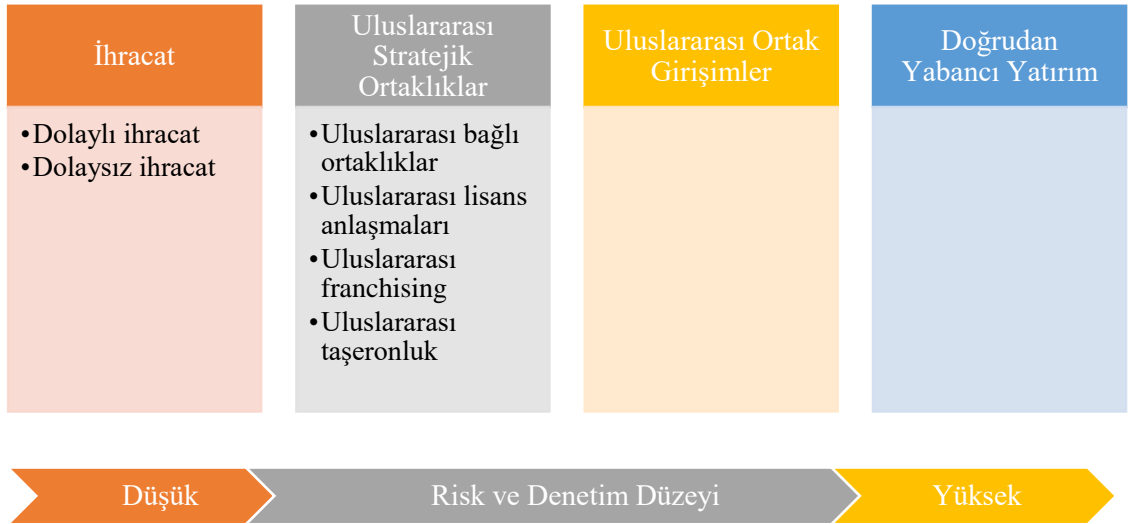 İhracat
•Dolaylı ihracat
•Dolaysız ihracat
Uluslararası
Stratejik
Ortaklıklar
•Uluslararası bağlı
ortaklıklar
•Uluslararası lisans
anlaşmaları
•Uluslararası
franchising
•Uluslararası
taşeronluk
Uluslararası Ortak
Girişimler
Doğrudan
Yabancı Yatırım
Düşük
Risk ve Denetim Düzeyi
Yüksek